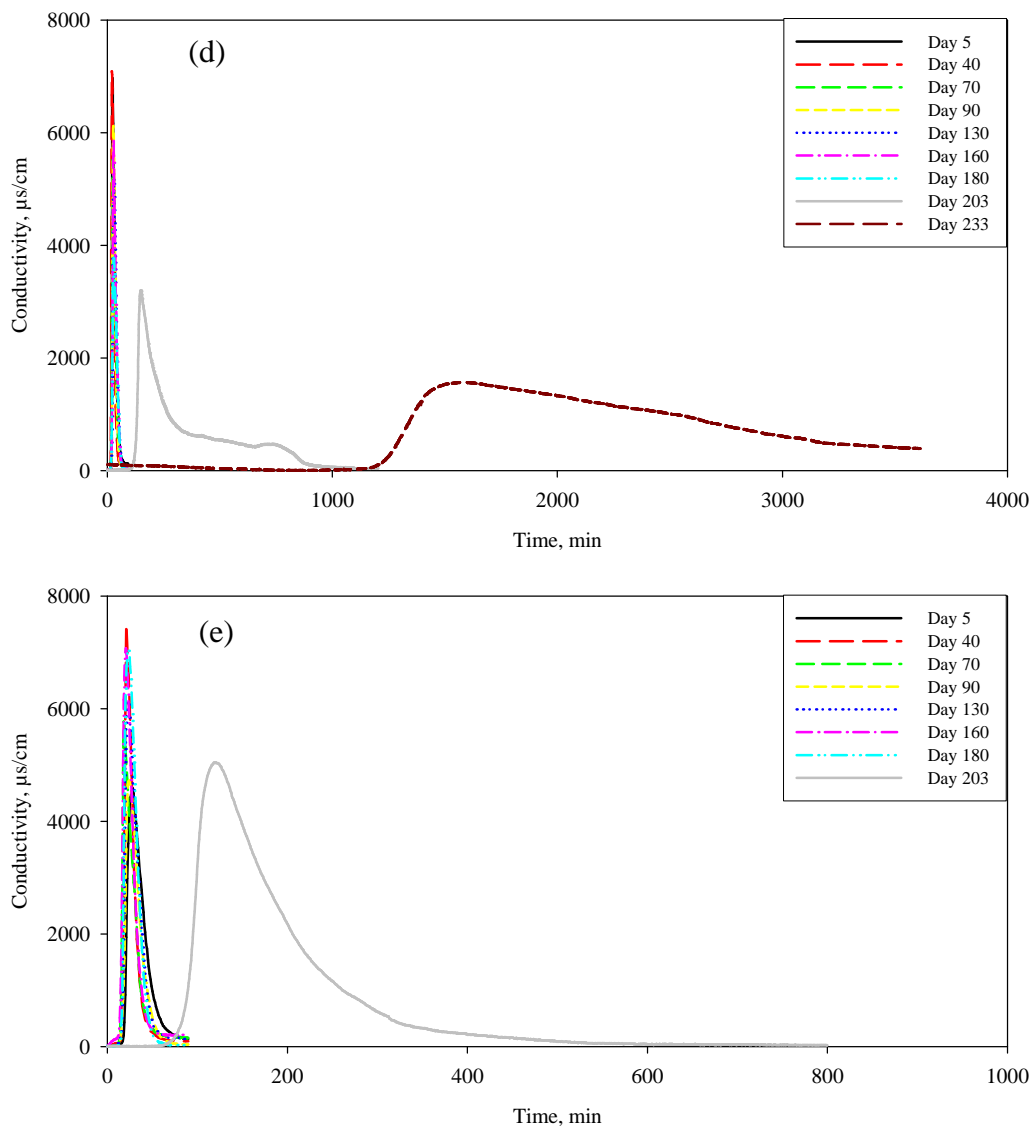 (d)
8000
6000
4000
2000
0
Conductivity, µs/cm
0 1000 2000 3000 4000
Time, min
Day 5
Day 40
Day 70
Day 90
Day 130
Day 160
Day 180
Day 203
Day 233
(e)
8000
6000
4000
2000
0
Conductivity, µs/cm
0 200 400 600 800 1000
Time, min
Day 5
Day 40
Day 70
Day 90
Day 130
Day 160
Day 180
Day 203